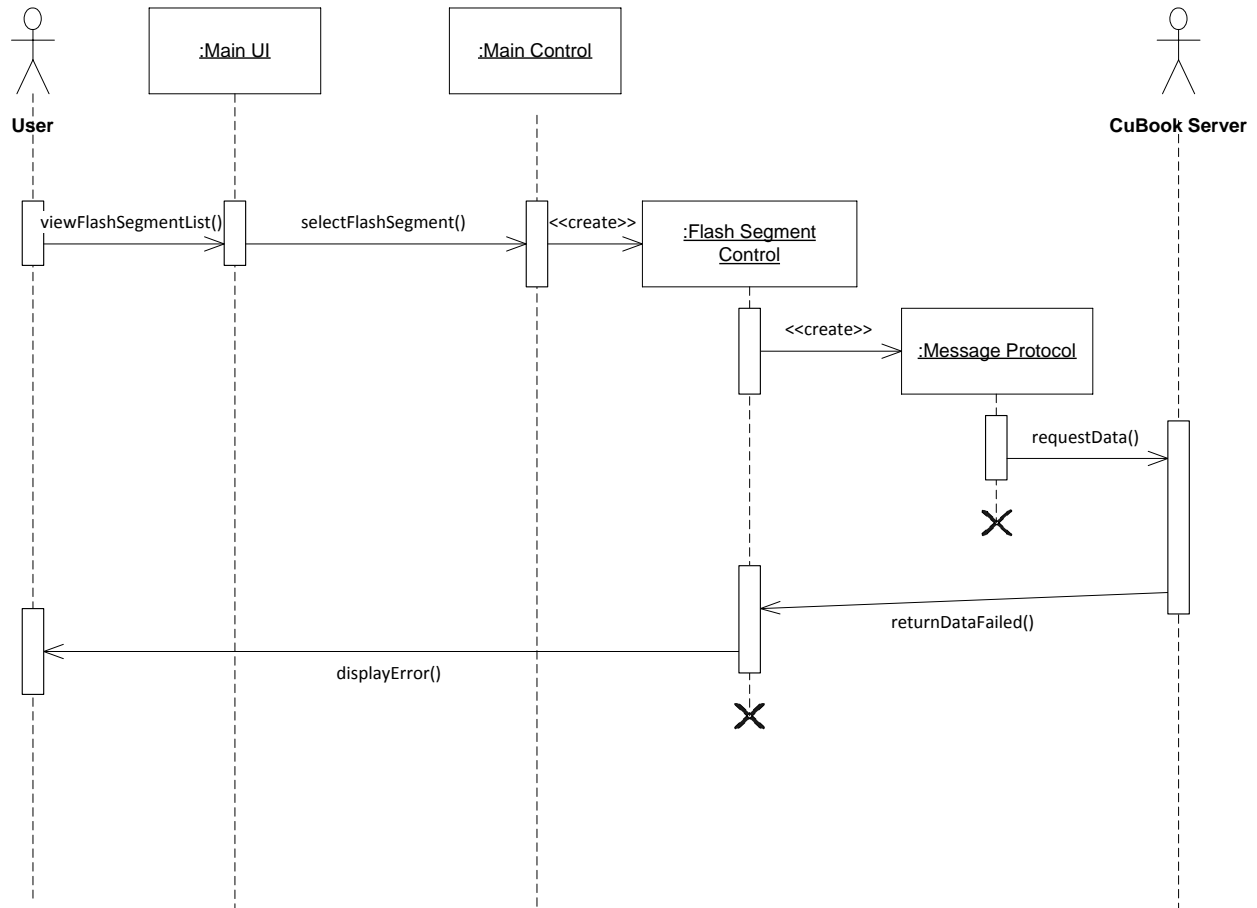 :Main UI
:Main Control
User
CuBook Server
viewFlashSegmentList()
selectFlashSegment()
<<create>>
:Flash Segment
Control
<<create>>
:Message Protocol
requestData()
returnDataFailed()
displayError()